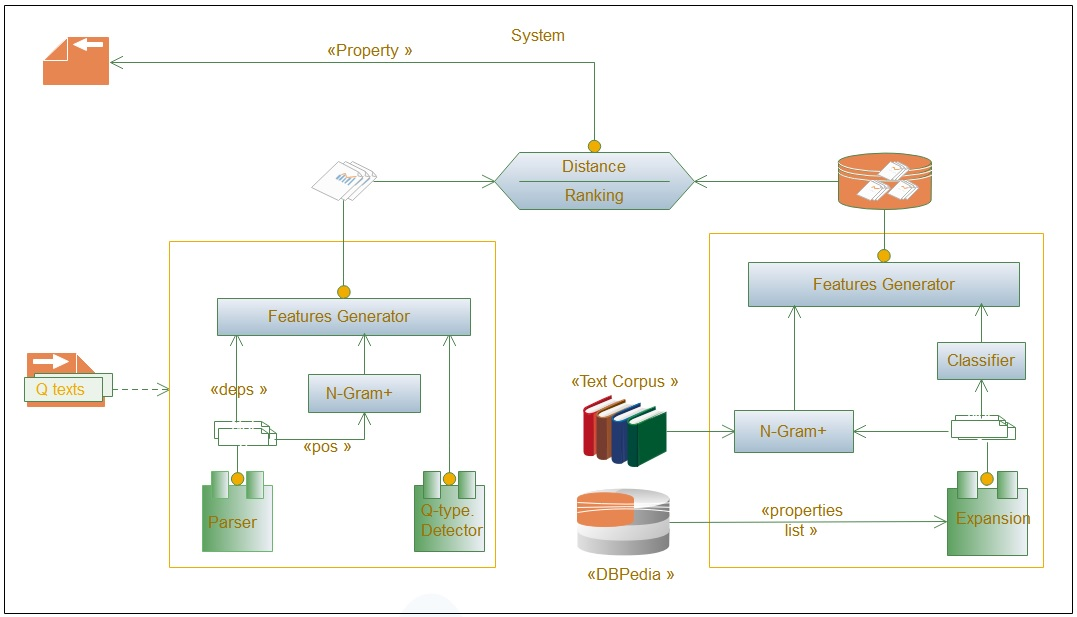 System
«Property »
Distance
Ranking
Features Generator
Features Generator
«deps »
N-Gram+
Q texts
«pos »
Parser
Q-type.
Detector
«Text Corpus »
Classifier
N-Gram+
«properties
list »
Expansion
«DBPedia »